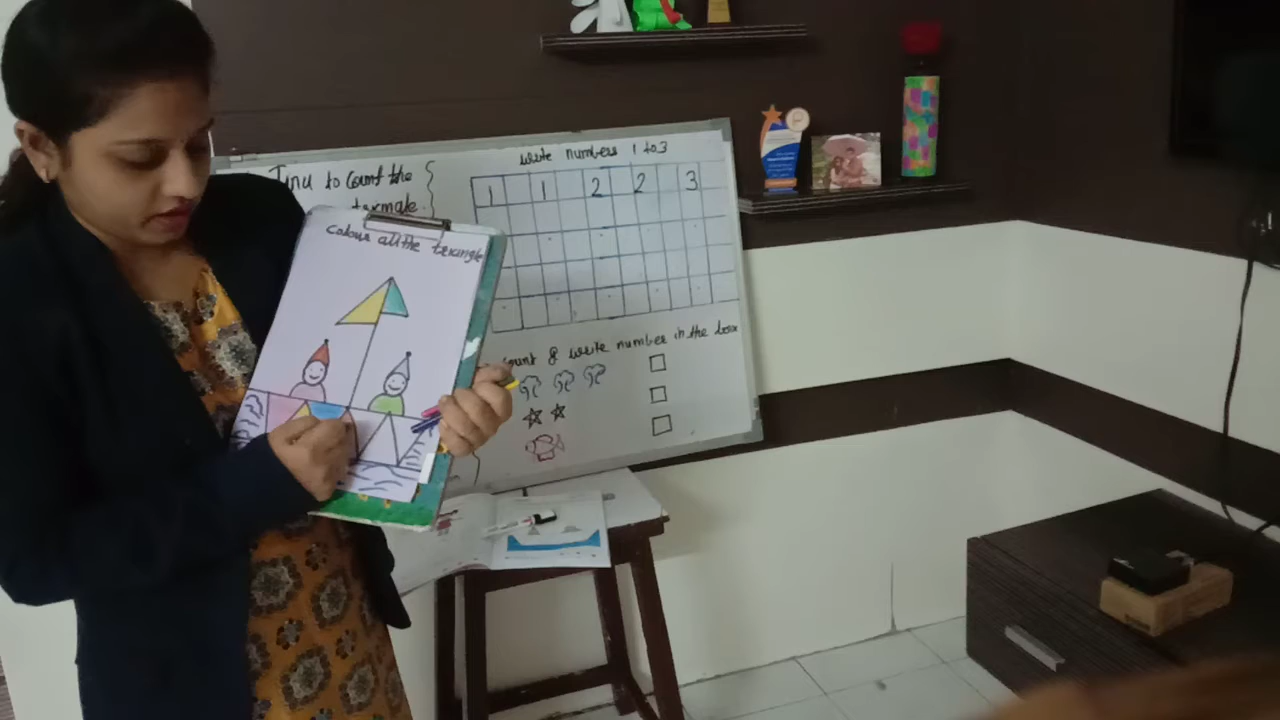 Tinu to count the
write numbers 1 to 3
1 1 2 2 3
colour all the teriangle
count & write number in the box